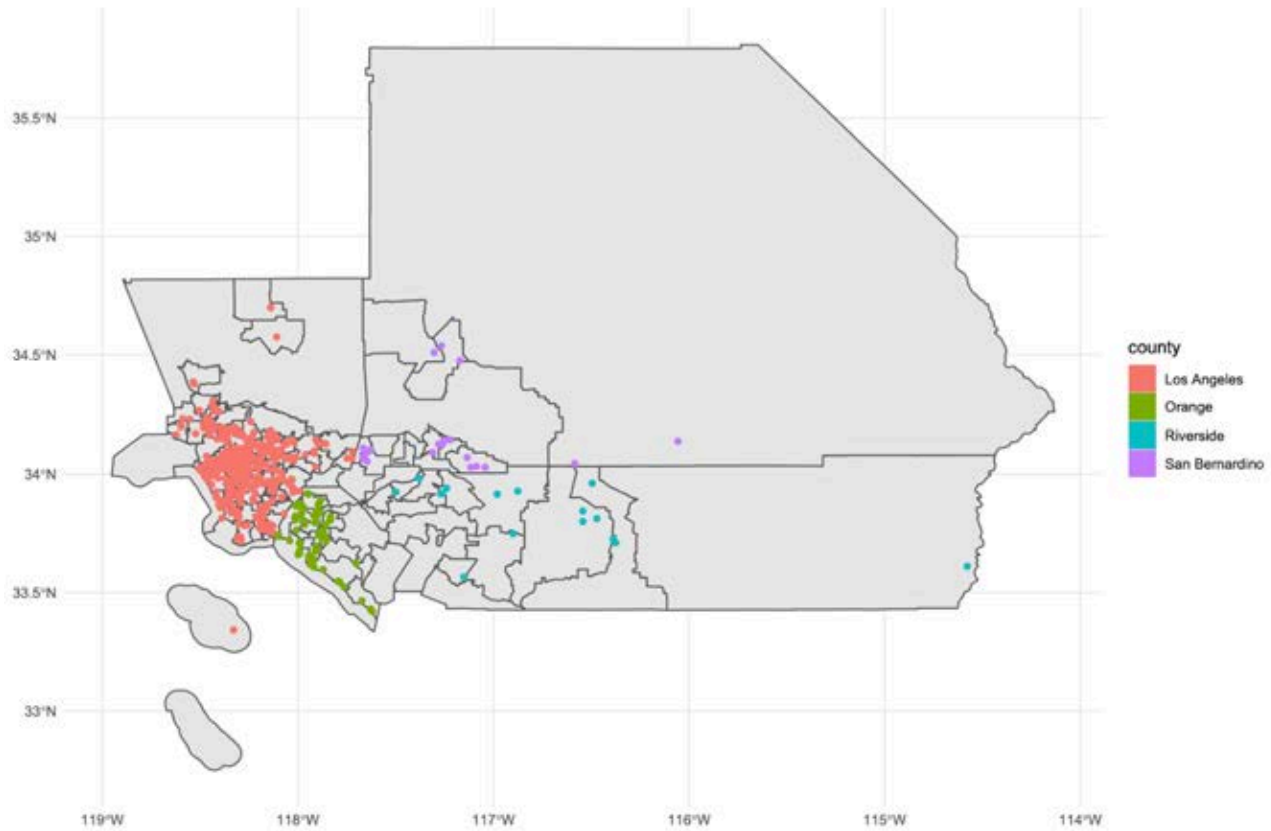 35.5°N
35°N
34.5°N
34°N
33.5°N
33°N
119°W 118°W 117°W 116°W 115°W 114°W
county
Los Angeles
Orange
Riverside
San Bernardino